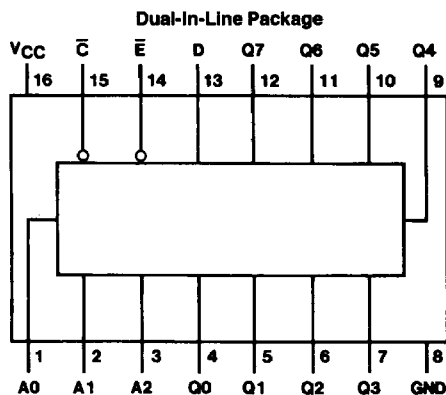 Dual-In-Line Package
VCC C̅ E̅ D Q7 Q6 Q5 Q4
16 15 14 13 12 11 10 9
1 2 3 4 5 6 7 8
A0 A1 A2 Q0 Q1 Q2 Q3 GND